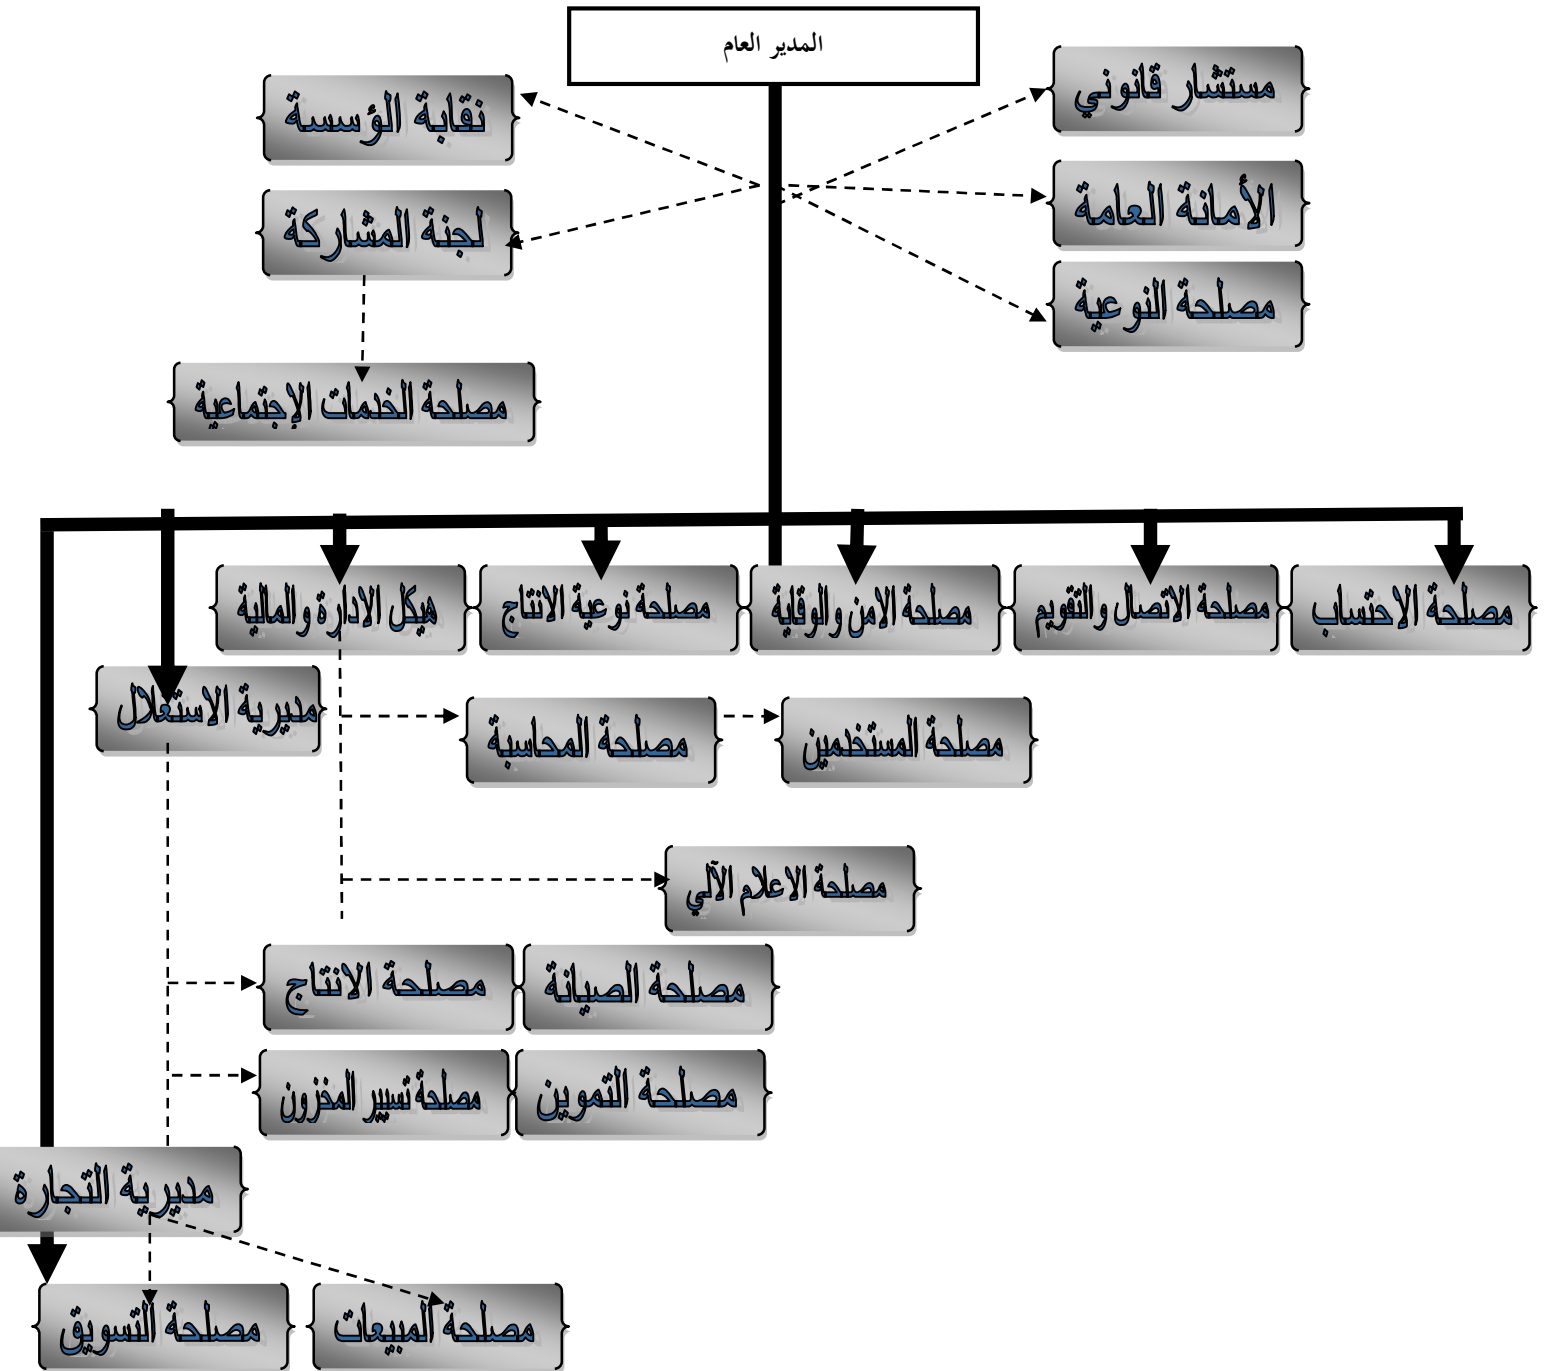 المدير العام
مستشار قانوني
نقابة الؤسسة
الأمانة العامة
لجنة المشاركة
مصلحة النوعية
مصلحة الخدمات الإجتماعية
مصلحة الاحتساب
مصلحة الاتصال والتقويم
مصلحة الامن والوقاية
مصلحة نوعية الانتاج
هيكل الادارة والمالية
مديرية الاستغلال
مصلحة المستخدمين
مصلحة المحاسبة
مصلحة الاعلام الآلي
مصلحة الصيانة
مصلحة الانتاج
مصلحة التموين
مصلحة تسيير المخزون
مديرية التجارة
مصلحة المبيعات
مصلحة التسويق